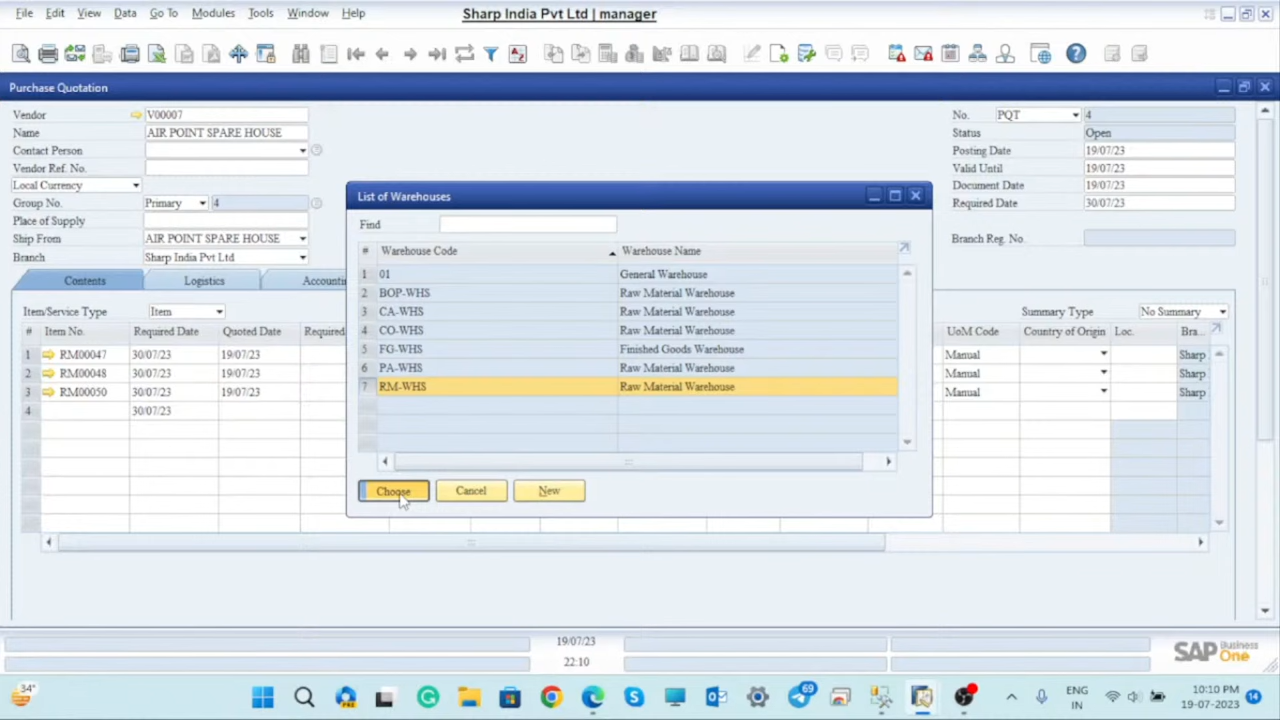 File Edit View Data Go To Modules Tools Window Help Sharp India Pvt Ltd | manager
Purchase Quotation
Vendor V00007 No. PQT 4
Name AIR POINT SPARE HOUSE Status Open
Contact Person Posting Date 19/07/23
Vendor Ref. No. Valid Until 19/07/23
Local Currency Document Date 19/07/23
Group No. Primary 4 Required Date 30/07/23
Place of Supply
Ship From AIR POINT SPARE HOUSE Branch Reg. No.
Branch Sharp India Pvt Ltd
Contents Logistics Accountin
Item/Service Type Item Summary Type No Summary
# Item No. Required Date Quoted Date Required UoM Code Country of Origin Loc. Bra...
1 RM00047 30/07/23 19/07/23 Manual Sharp
2 RM00048 30/07/23 19/07/23 Manual Sharp
3 RM00050 30/07/23 19/07/23 Manual Sharp
4 30/07/23
List of Warehouses
Find
# Warehouse Code Warehouse Name
1 01 General Warehouse
2 BOP-WHS Raw Material Warehouse
3 CA-WHS Raw Material Warehouse
4 CO-WHS Raw Material Warehouse
5 FG-WHS Finished Goods Warehouse
6 PA-WHS Raw Material Warehouse
7 RM-WHS Raw Material Warehouse
Choose Cancel New
19/07/23
22:10
SAP Business One
34° 69 ENG IN 10:10 PM 19-07-2023 14